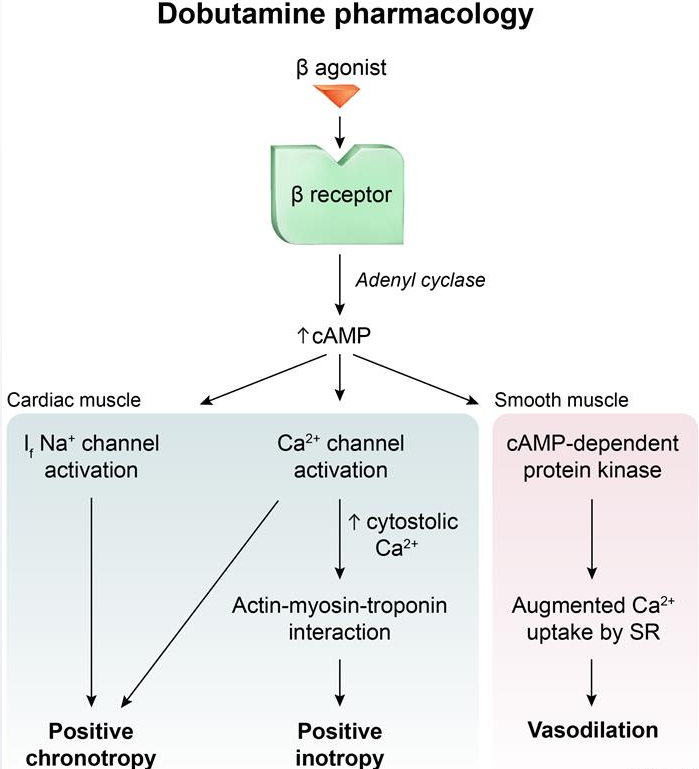 Dobutamine pharmacology
β agonist
β receptor
Adenyl cyclase
↑cAMP
Cardiac muscle
I_f Na⁺ channel
activation
Ca²⁺ channel
activation
↑ cytostolic
Ca²⁺
Actin-myosin-troponin
interaction
Positive
chronotropy
Positive
inotropy
Smooth muscle
cAMP-dependent
protein kinase
Augmented Ca²⁺
uptake by SR
Vasodilation